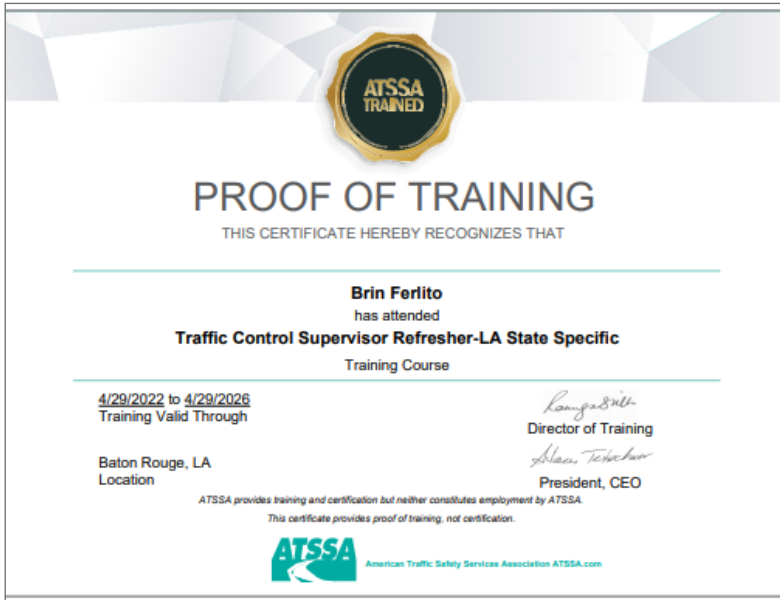 ATSSA
TRAINED
PROOF OF TRAINING
THIS CERTIFICATE HEREBY RECOGNIZES THAT
Brin Ferlito
has attended
Traffic Control Supervisor Refresher-LA State Specific
Training Course
4/29/2022 to 4/29/2026
Training Valid Through
Director of Training
Baton Rouge, LA
Location
President, CEO
ATSSA provides training and certification but neither constitutes employment by ATSSA.
This certificate provides proof of training, not certification.
ATSSA
American Traffic Safety Services Association ATSSA.com